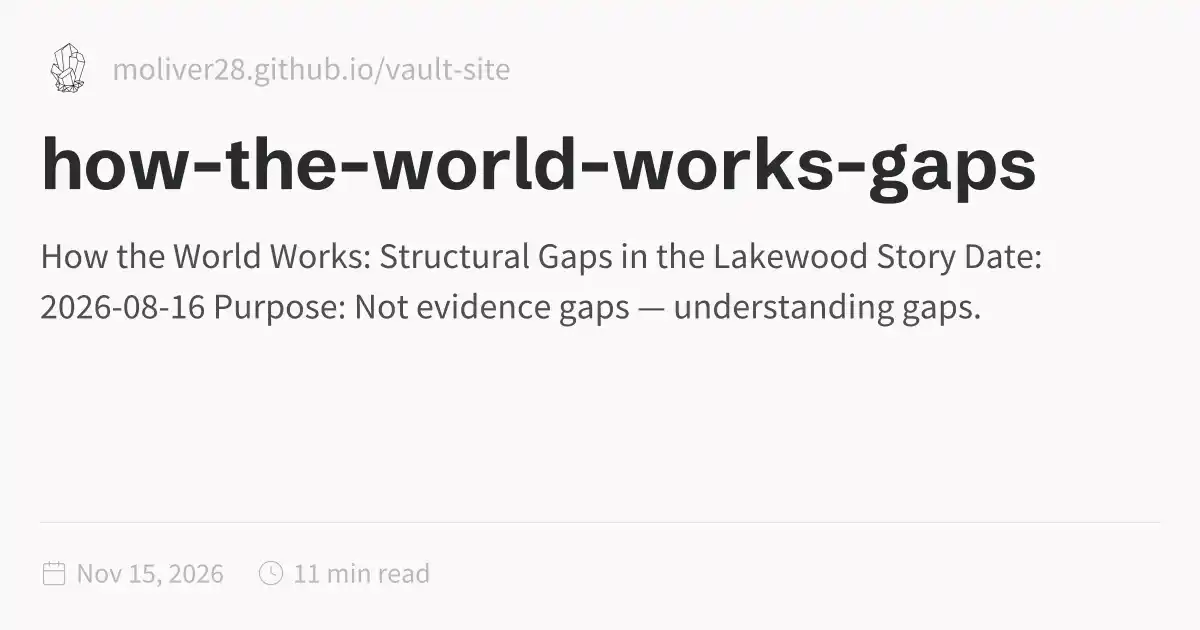 moliver28.github.io/vault-site
how-the-world-works-gaps
How the World Works: Structural Gaps in the Lakewood Story Date:
2026-08-16 Purpose: Not evidence gaps — understanding gaps.
Nov 15, 2026 11 min read